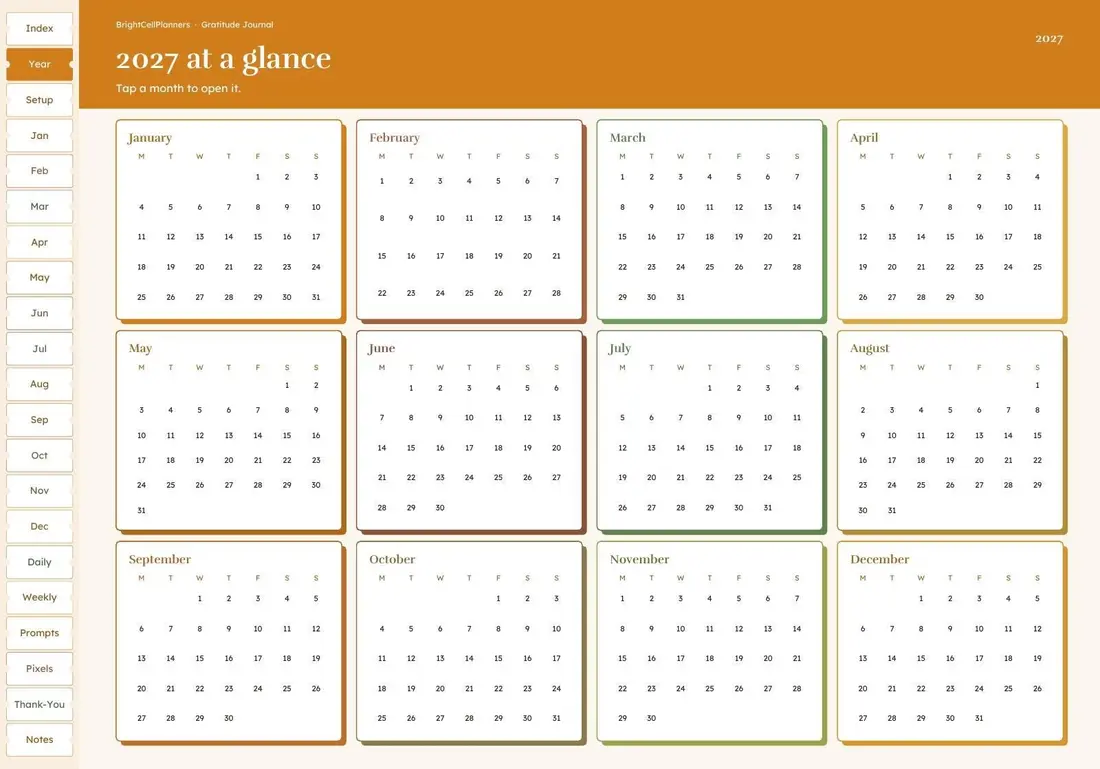 Index
Year
Setup
Jan
Feb
Mar
Apr
May
Jun
Jul
Aug
Sep
Oct
Nov
Dec
Daily
Weekly
Prompts
Pixels
Thank-You
Notes
BrightCellPlanners · Gratitude Journal
2027 at a glance
Tap a month to open it.
2027
January
M T W T F S S
1 2 3
4 5 6 7 8 9 10
11 12 13 14 15 16 17
18 19 20 21 22 23 24
25 26 27 28 29 30 31
February
M T W T F S S
1 2 3 4 5 6 7
8 9 10 11 12 13 14
15 16 17 18 19 20 21
22 23 24 25 26 27 28
March
M T W T F S S
1 2 3 4 5 6 7
8 9 10 11 12 13 14
15 16 17 18 19 20 21
22 23 24 25 26 27 28
29 30 31
April
M T W T F S S
1 2 3 4
5 6 7 8 9 10 11
12 13 14 15 16 17 18
19 20 21 22 23 24 25
26 27 28 29 30
May
M T W T F S S
1 2
3 4 5 6 7 8 9
10 11 12 13 14 15 16
17 18 19 20 21 22 23
24 25 26 27 28 29 30
31
June
M T W T F S S
1 2 3 4 5 6
7 8 9 10 11 12 13
14 15 16 17 18 19 20
21 22 23 24 25 26 27
28 29 30
July
M T W T F S S
1 2 3 4
5 6 7 8 9 10 11
12 13 14 15 16 17 18
19 20 21 22 23 24 25
26 27 28 29 30 31
August
M T W T F S S
1
2 3 4 5 6 7 8
9 10 11 12 13 14 15
16 17 18 19 20 21 22
23 24 25 26 27 28 29
30 31
September
M T W T F S S
1 2 3 4 5
6 7 8 9 10 11 12
13 14 15 16 17 18 19
20 21 22 23 24 25 26
27 28 29 30
October
M T W T F S S
1 2 3
4 5 6 7 8 9 10
11 12 13 14 15 16 17
18 19 20 21 22 23 24
25 26 27 28 29 30 31
November
M T W T F S S
1 2 3 4 5 6 7
8 9 10 11 12 13 14
15 16 17 18 19 20 21
22 23 24 25 26 27 28
29 30
December
M T W T F S S
1 2 3 4 5
6 7 8 9 10 11 12
13 14 15 16 17 18 19
20 21 22 23 24 25 26
27 28 29 30 31